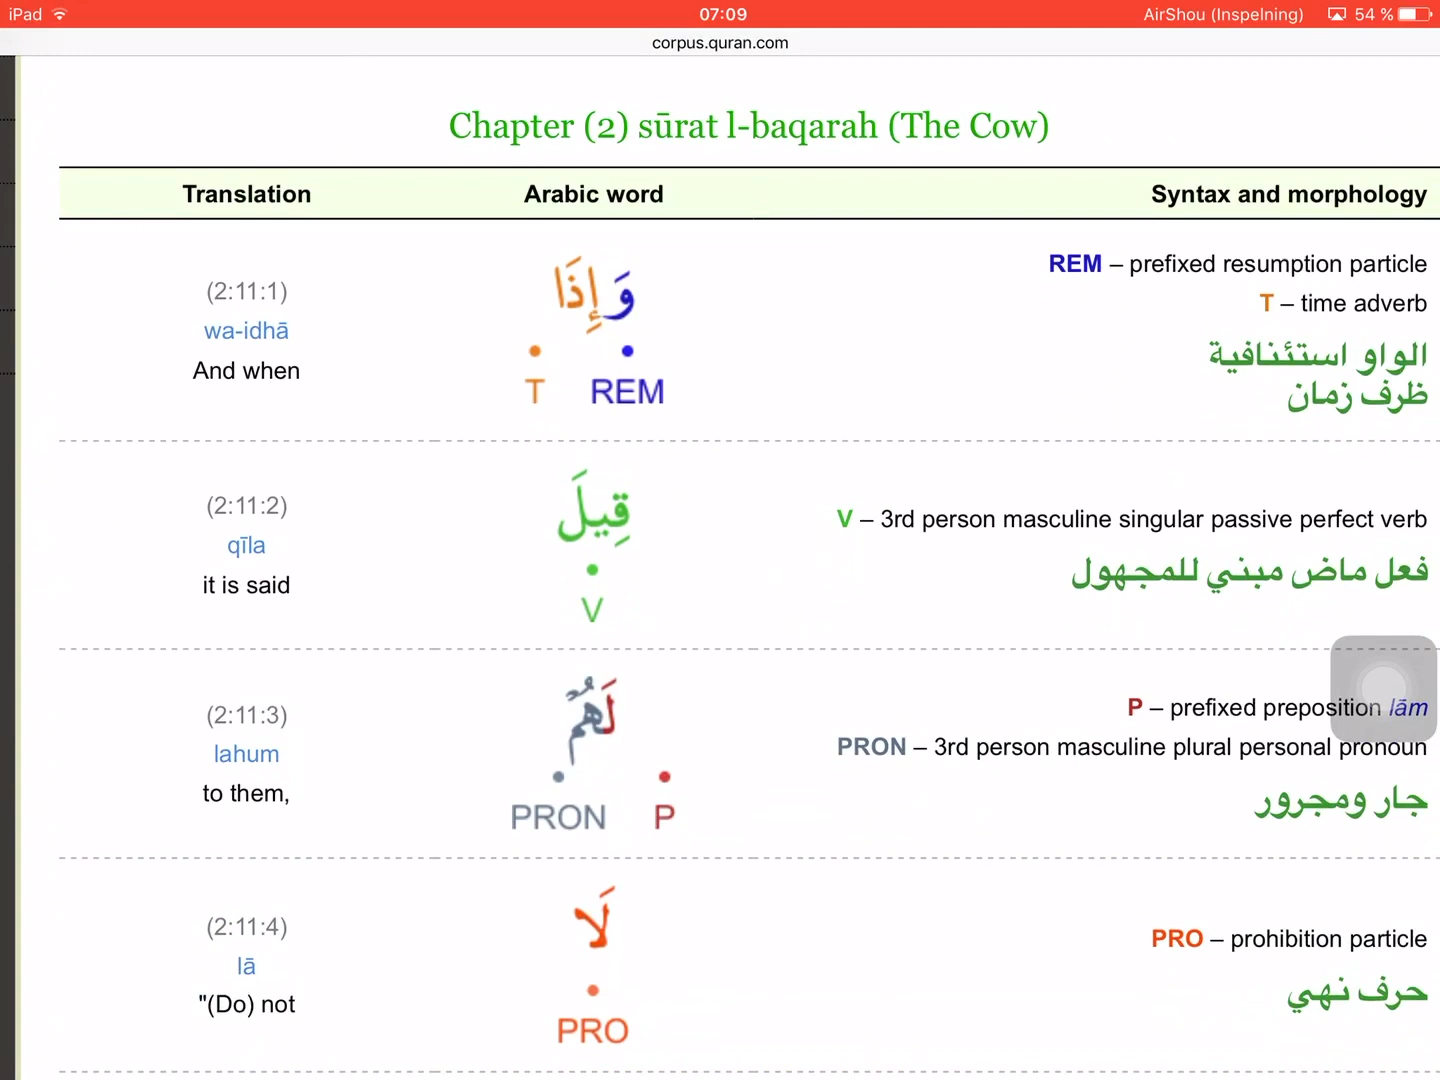 iPad 07:09 AirShou (Inspelning) 54 %
corpus.quran.com
Chapter (2) sūrat l-baqarah (The Cow)
Translation Arabic word Syntax and morphology
(2:11:1)
wa-idhā
And when
وَإِذَا
T REM
REM – prefixed resumption particle
T – time adverb
الواو استئنافية
ظرف زمان
(2:11:2)
qīla
it is said
قِيلَ
V
V – 3rd person masculine singular passive perfect verb
فعل ماض مبني للمجهول
(2:11:3)
lahum
to them,
لَهُمْ
PRON P
P – prefixed preposition lām
PRON – 3rd person masculine plural personal pronoun
جار ومجرور
(2:11:4)
lā
"(Do) not
لَا
PRO
PRO – prohibition particle
حرف نهي